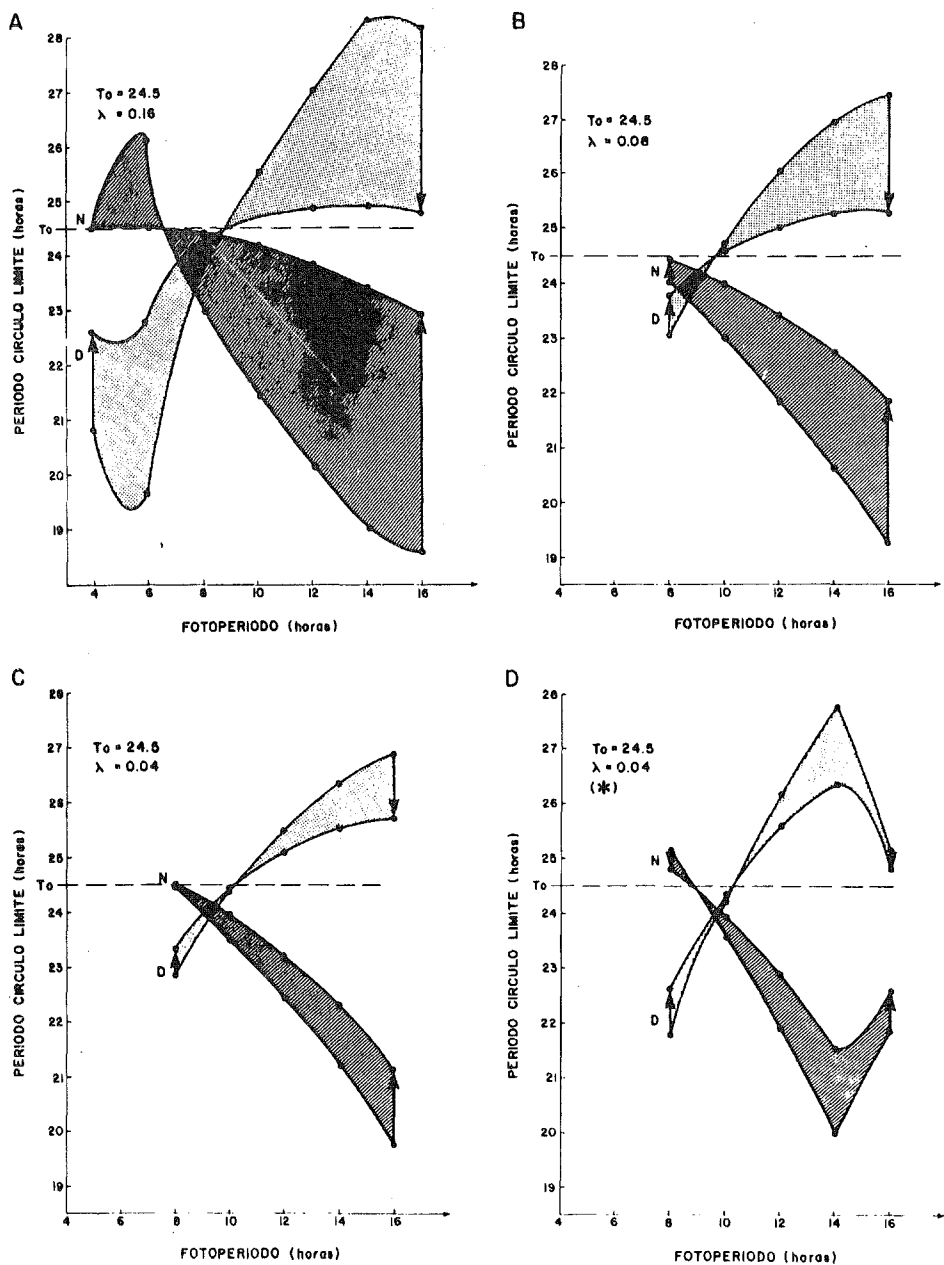 A
28
27
26
25
To
24
23
22
21
20
19
To = 24.5
λ = 0.16
N
D
PERIODO CIRCULO LIMITE (horas)
4 6 8 10 12 14 16
FOTOPERIODO (horas)
B
28
27
26
25
To
24
23
22
21
20
19
To = 24.5
λ = 0.08
N
D
PERIODO CIRCULO LIMITE (horas)
4 6 8 10 12 14 16
FOTOPERIODO (horas)
C
28
27
26
25
To
24
23
22
21
20
19
To = 24.5
λ = 0.04
N
D
PERIODO CIRCULO LIMITE (horas)
4 6 8 10 12 14 16
FOTOPERIODO (horas)
D
28
27
26
25
To
24
23
22
21
20
19
To = 24.5
λ = 0.04
(*)
N
D
PERIODO CIRCULO LIMITE (horas)
4 6 8 10 12 14 16
FOTOPERIODO (horas)